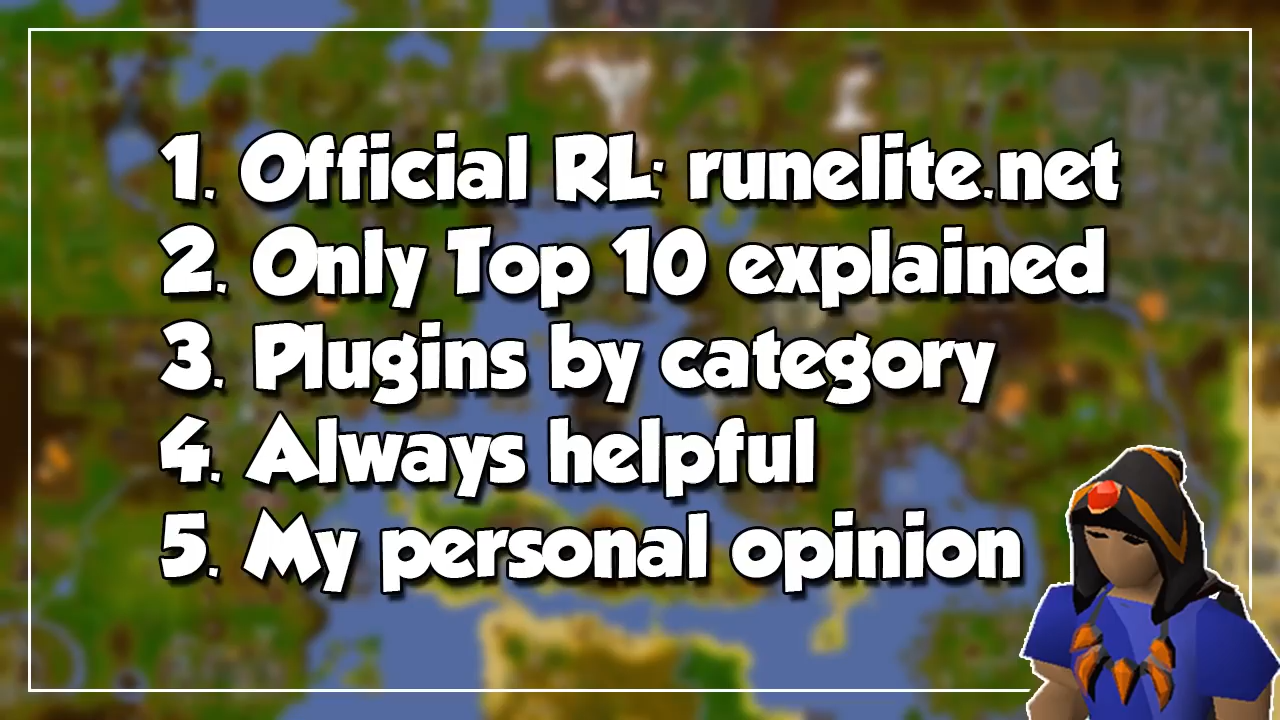 1. Official RL: runelite.net
2. Only Top 10 explained
3. Plugins by category
4. Always helpful
5. My personal opinion